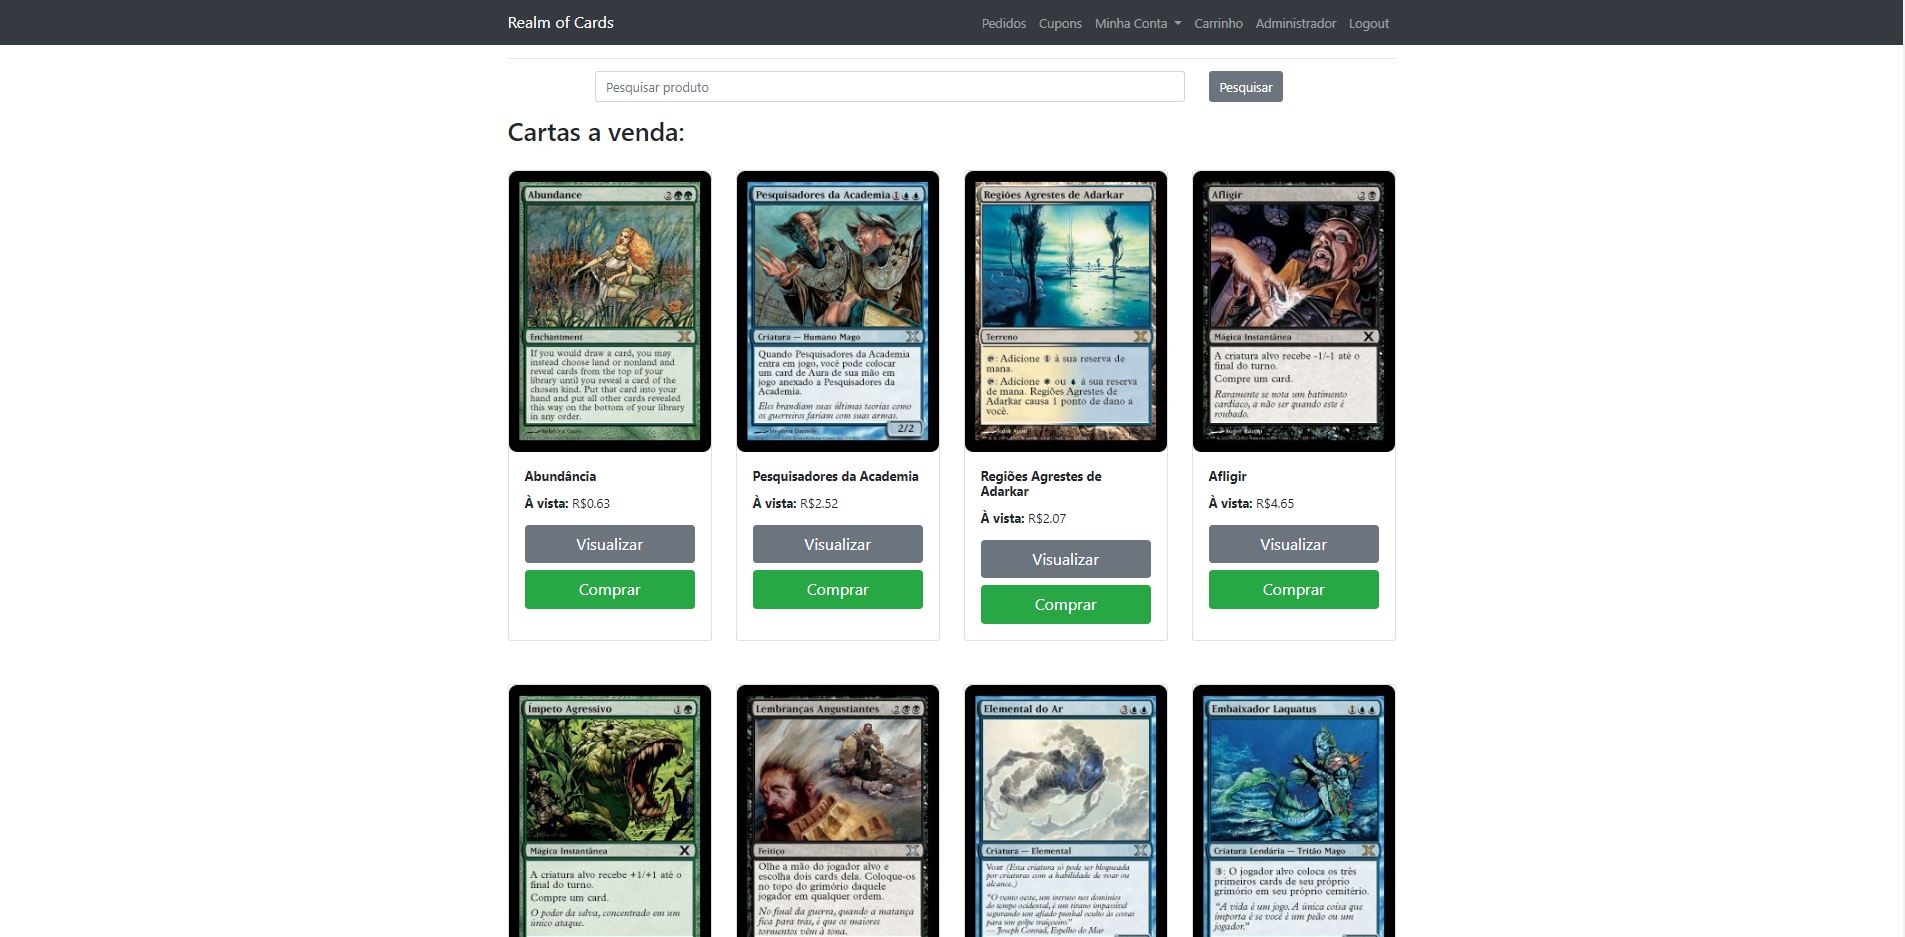 Realm of Cards
Pedidos Cupons Minha Conta Carrinho Administrador Logout
Pesquisar produto
Pesquisar
Cartas a venda:
Abundance
Enchantment
If you would draw a card, you may
instead choose land or nonland and
reveal cards from the top of your
library until you reveal a card of the
chosen kind. Put that card into your
hand and put all other cards revealed
this way on the bottom of your library
in any order.
Abundância
À vista: R$0.63
Visualizar
Comprar
Pesquisadores da Academia 1
Criatura — Humano Mago
Quando Pesquisadores da Academia
entra em jogo, você pode colocar
um card de Aura de sua mão em
jogo anexado a Pesquisadores da
Academia.
Eles brandiam suas últimas teorias como
os guerreiros fariam com suas armas.
2/2
Pesquisadores da Academia
À vista: R$2.52
Visualizar
Comprar
Regiões Agrestes de Adarkar
Terreno
: Adicione 1 à sua reserva de
mana.
: Adicione ou à sua reserva
de mana. Regiões Agrestes de
Adarkar causa 1 ponto de dano a
você.
John Avon
Regiões Agrestes de
Adarkar
À vista: R$2.07
Visualizar
Comprar
Afligir 2
Mágica Instantânea
A criatura alvo recebe -1/-1 até o
final do turno.
Compre um card.
Raramente se nota um batimento
cardíaco, a não ser quando este é
roubado.
Afligir
À vista: R$4.65
Visualizar
Comprar
Ímpeto Agressivo 1
Mágica Instantânea
A criatura alvo recebe +1/+1 até o
final do turno.
Compre um card.
O poder da selva, concentrado em um
único ataque.
Lembranças Angustiantes 2
Feitiço
Olhe a mão do jogador alvo e
escolha dois cards dela. Coloque-os
no topo do grimório daquele
jogador em qualquer ordem.
No final da guerra, quando a matança
fica para trás, é que os maiores
tormentos vêm à tona.
Elemental do Ar 3
Criatura — Elemental
Voar (Esta criatura só pode ser bloqueada
por criaturas com a habilidade de voar ou
alcance.)
"O vento oeste, um intruso nos domínios
do tempo ocidental, é um tirano impassível
segurando um afiado punhal oculto às costas
para um golpe traiçoeiro."
— Joseph Conrad, Espelho do Mar
Embaixador Laquatus 1
Criatura Lendária — Tritão Mago
3: O jogador alvo coloca os três
primeiros cards de seu próprio
grimório em seu próprio cemitério.
"A vida é um jogo. A única coisa que
importa é se você é um peão ou um
jogador."